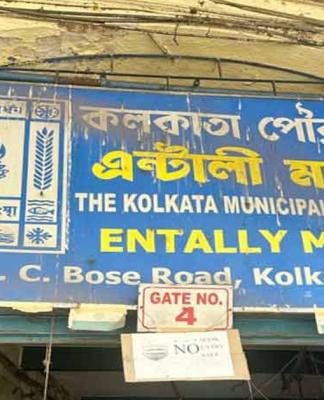 কলকাতা পৌর
এন্টালী মা
THE KOLKATA MUNICIPA
ENTALLY M
. C. Bose Road, Kolk
GATE NO.
4
NO